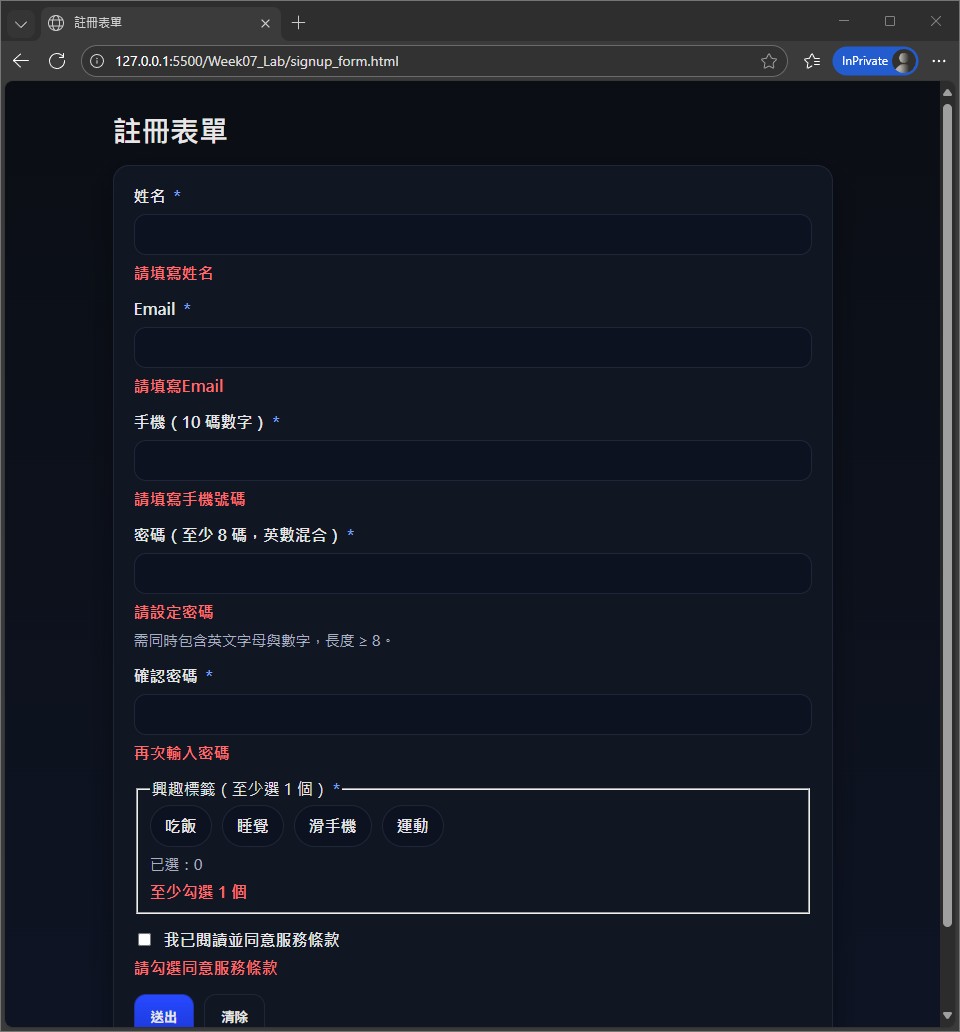 註冊表單
127.0.0.1:5500/Week07_Lab/signup_form.html
InPrivate
註冊表單
姓名 *
請填寫姓名
Email *
請填寫Email
手機（10 碼數字）*
請填寫手機號碼
密碼（至少 8 碼，英數混合）*
請設定密碼
需同時包含英文字母與數字，長度 ≥ 8。
確認密碼 *
再次輸入密碼
興趣標籤（至少選 1 個）*
吃飯 睡覺 滑手機 運動
已選：0
至少勾選 1 個
我已閱讀並同意服務條款
請勾選同意服務條款
送出 清除